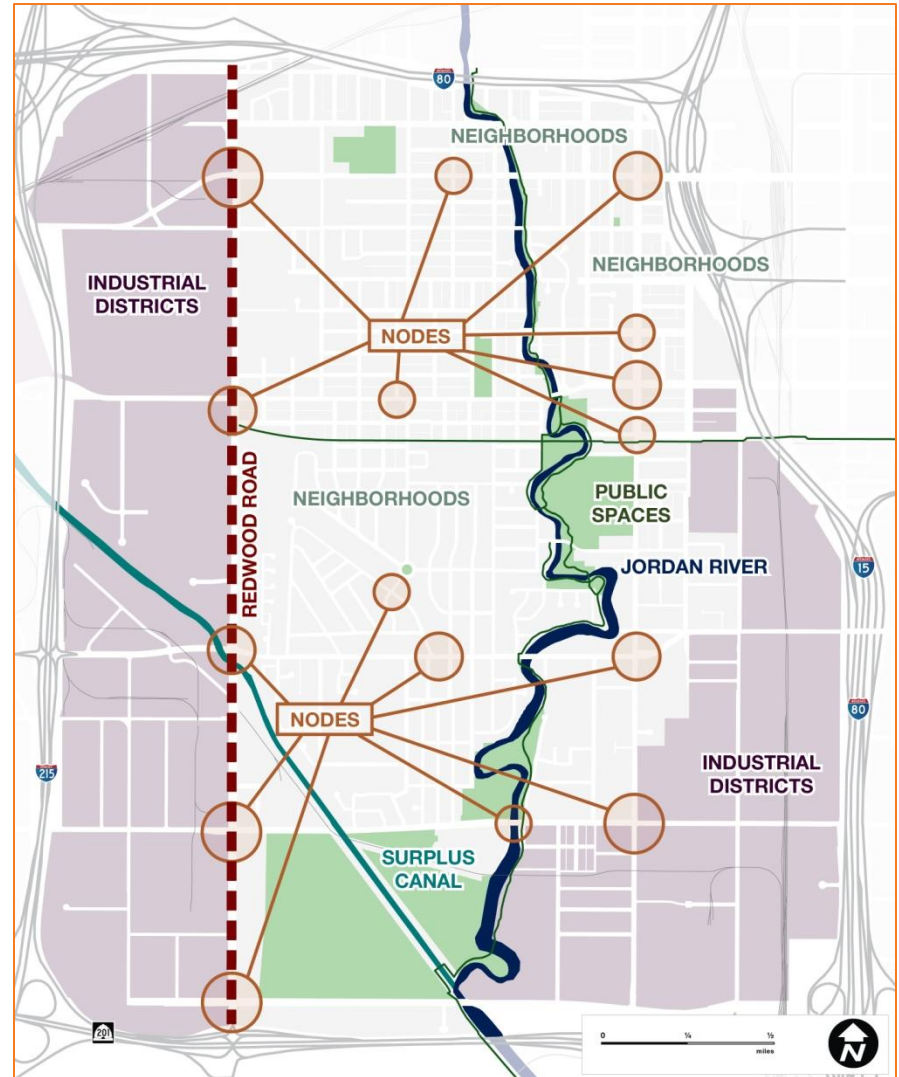 80
NEIGHBORHOODS
NEIGHBORHOODS
INDUSTRIAL
DISTRICTS
NODES
REDWOOD ROAD
NEIGHBORHOODS
PUBLIC
SPACES
JORDAN RIVER
15
NODES
80
215
INDUSTRIAL
DISTRICTS
SURPLUS
CANAL
201
0 ¼ ½
miles
N